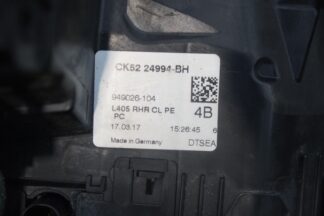 CK52 24994-BH
949026-104
L405 RHR CL PE
PC
4B
17.03.17 15:26:45 6
Made in Germany DTSEA